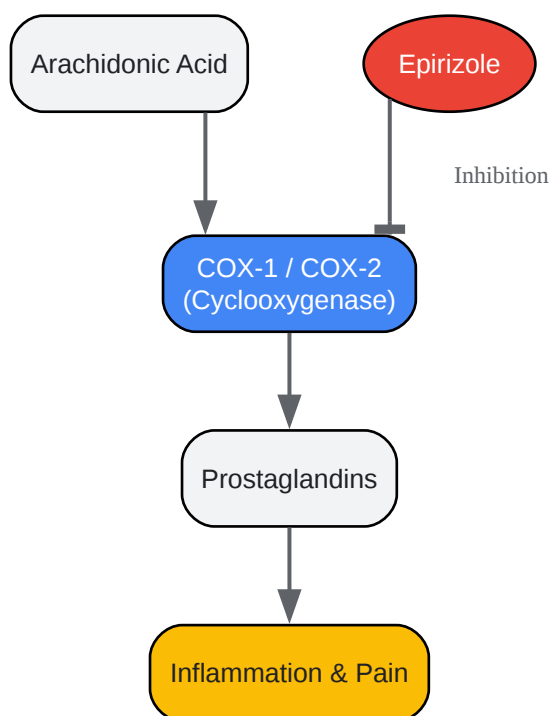 Arachidonic Acid
Epirizole
Inhibition
COX-1 / COX-2
(Cyclooxygenase)
Prostaglandins
Inflammation & Pain